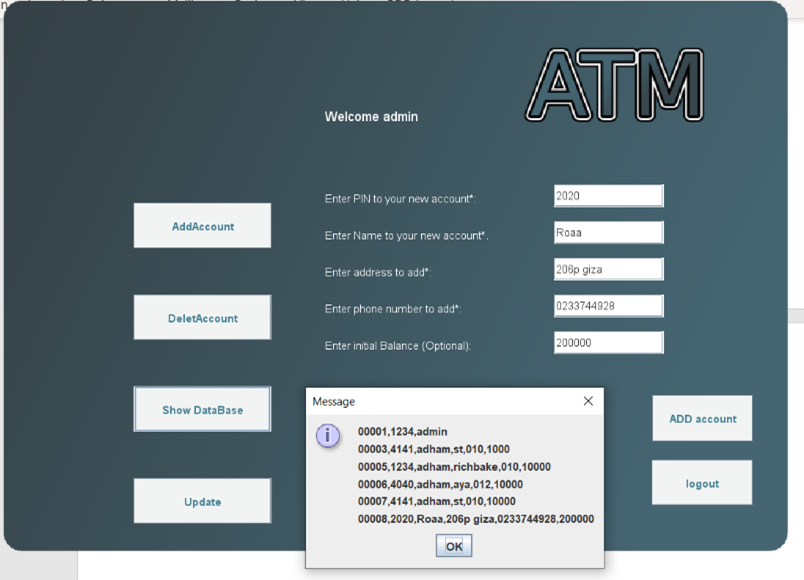 ATM
Welcome admin
Enter PIN to your new account*:
2020
Enter Name to your new account*.
Roaa
Enter address to add*:
206p giza
Enter phone number to add*:
0233744928
Enter initial Balance (Optional):
200000
AddAccount
DeletAccount
Show DataBase
Update
ADD account
logout
Message
00001,1234,admin
00003,4141,adham,st,010,1000
00005,1234,adham,richbake,010,10000
00006,4040,adham,aya,012,10000
00007,4141,adham,st,010,10000
00008,2020,Roaa,206p giza,0233744928,200000
OK